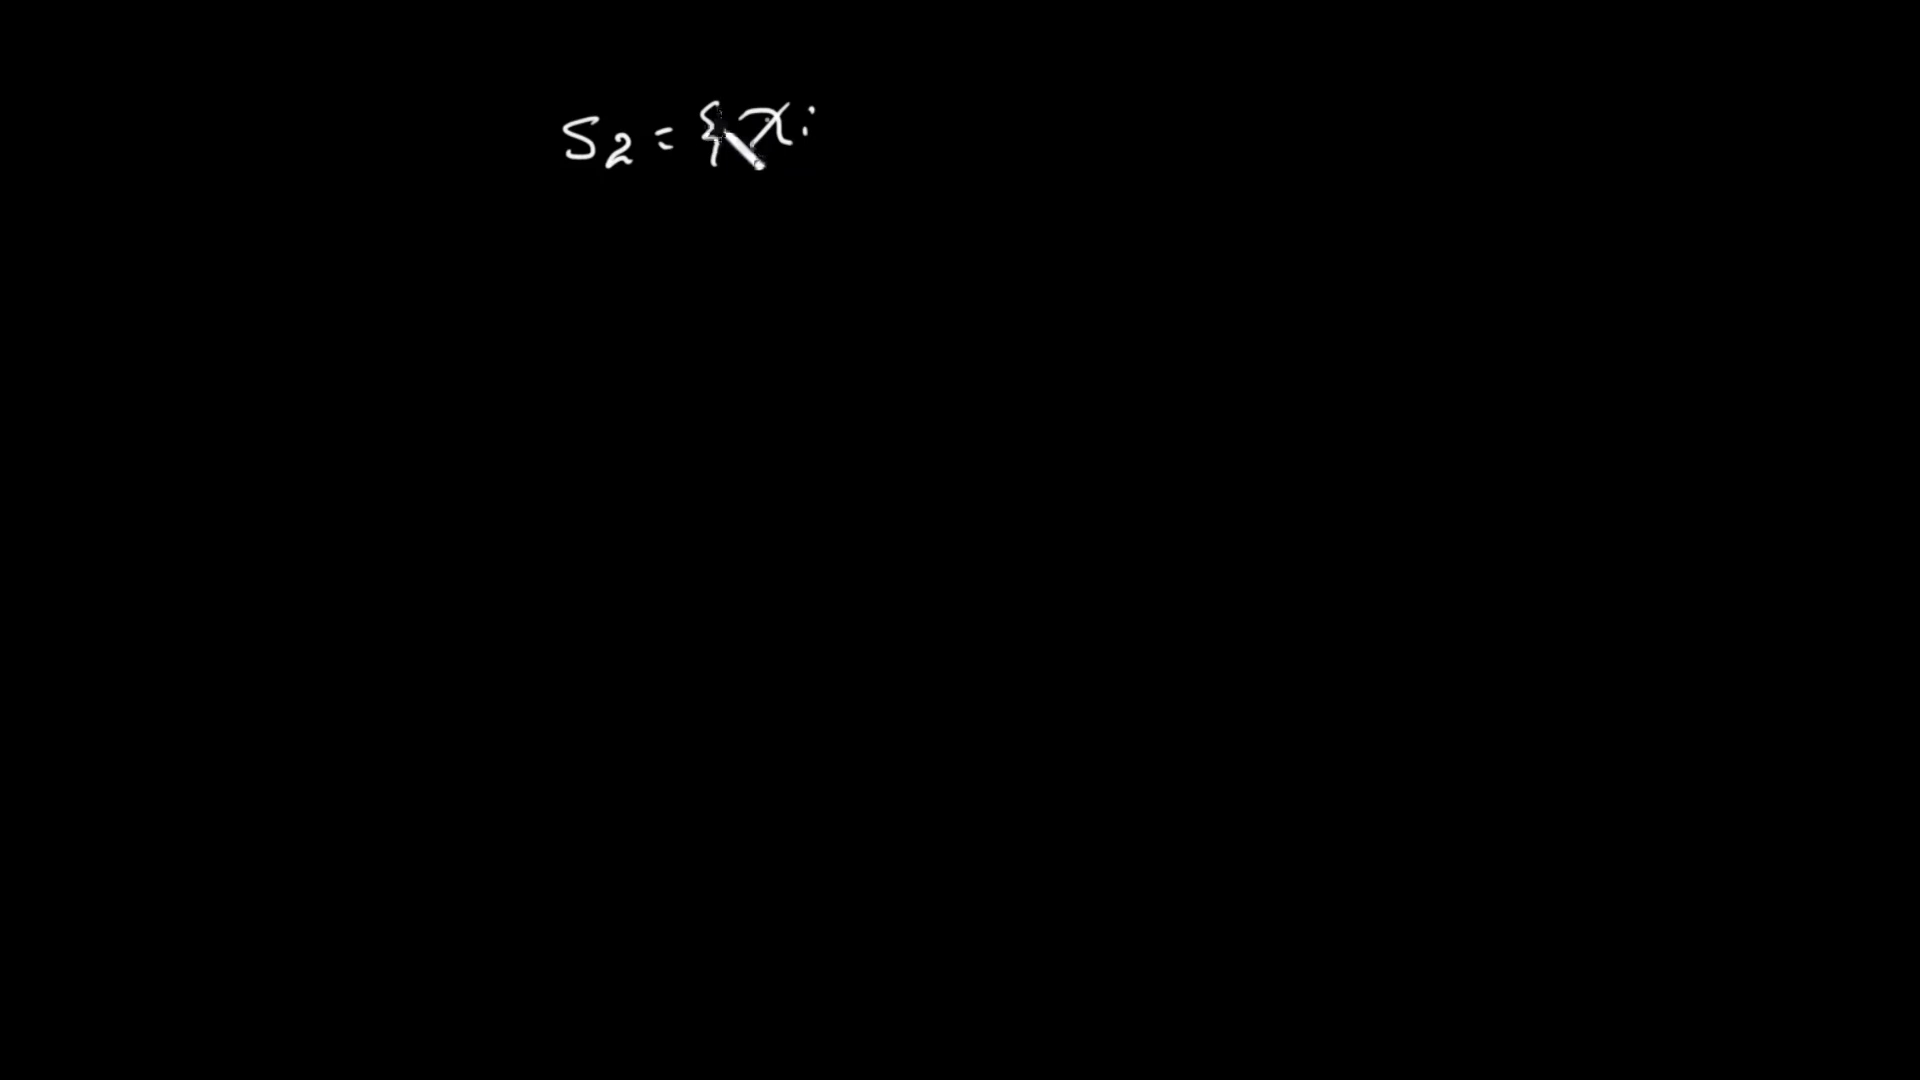 S₂ = {x: